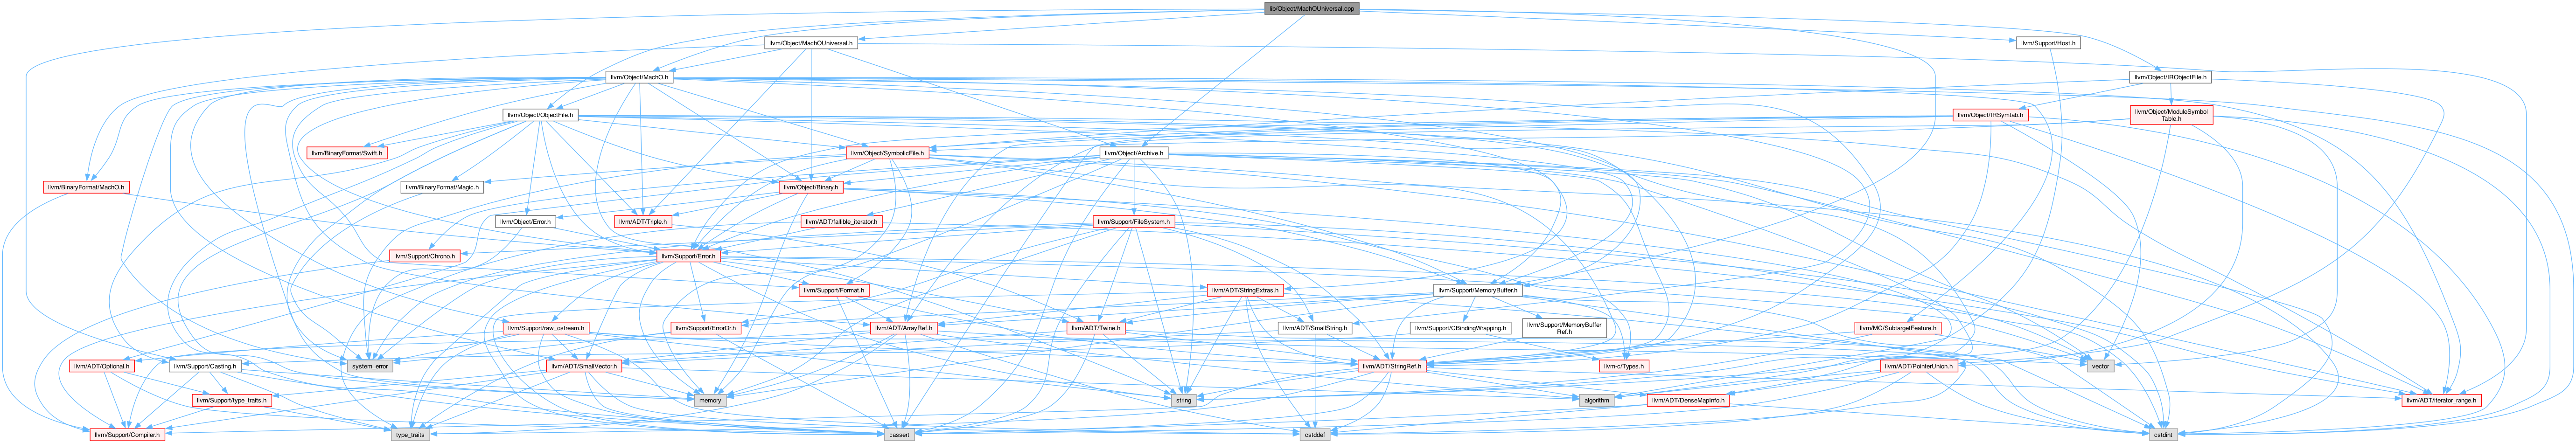 lib/Object/MachOUniversal.cpp
llvm/Object/MachOUniversal.h
llvm/Support/Host.h
llvm/Object/MachO.h
llvm/Object/IRObjectFile.h
llvm/Object/ObjectFile.h
llvm/Object/IRSymtab.h
llvm/Object/ModuleSymbol
Table.h
llvm/BinaryFormat/Swift.h
llvm/Object/SymbolicFile.h
llvm/Object/Archive.h
llvm/BinaryFormat/MachO.h
llvm/BinaryFormat/Magic.h
llvm/Object/Binary.h
llvm/Object/Error.h
llvm/ADT/Triple.h
llvm/ADT/fallible_iterator.h
llvm/Support/FileSystem.h
llvm/Support/Chrono.h
llvm/Support/Error.h
llvm/Support/Format.h
llvm/ADT/StringExtras.h
llvm/Support/MemoryBuffer.h
llvm/Support/raw_ostream.h
llvm/Support/ErrorOr.h
llvm/ADT/ArrayRef.h
llvm/ADT/Twine.h
llvm/ADT/SmallString.h
llvm/Support/CBindingWrapping.h
llvm/Support/MemoryBuffer
Ref.h
llvm/MC/SubtargetFeature.h
llvm/ADT/Optional.h
llvm/Support/Casting.h
system_error
llvm/ADT/SmallVector.h
llvm/ADT/StringRef.h
llvm-c/Types.h
llvm/ADT/PointerUnion.h
vector
llvm/Support/type_traits.h
memory
string
algorithm
llvm/ADT/DenseMapInfo.h
llvm/ADT/iterator_range.h
llvm/Support/Compiler.h
type_traits
cassert
cstddef
cstdint